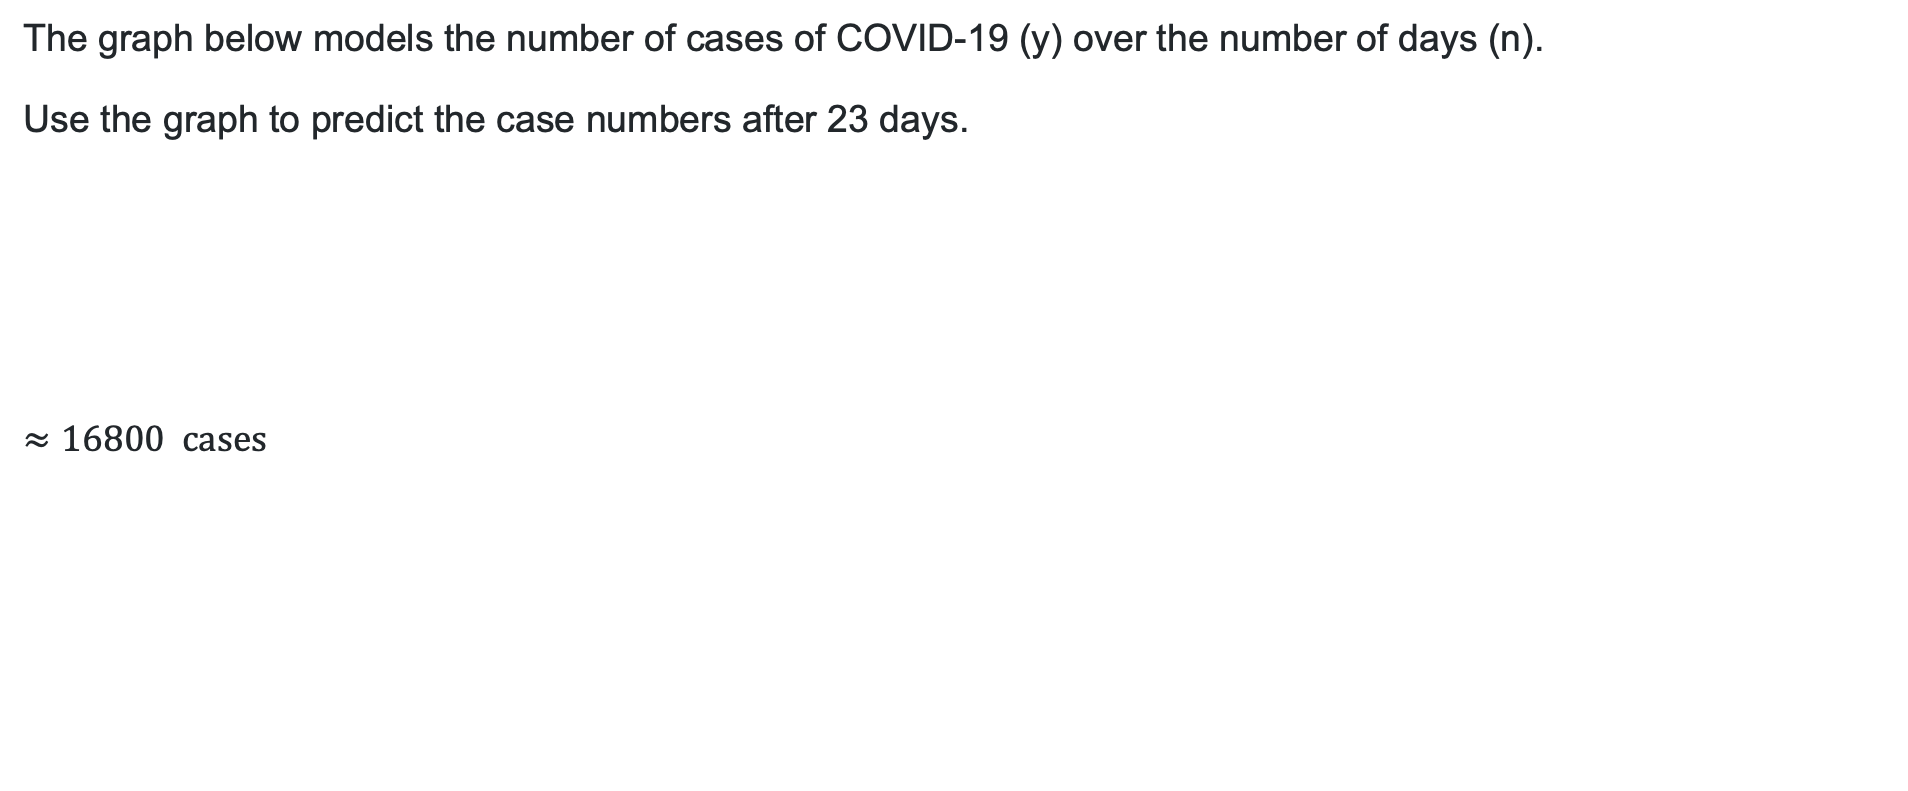 The graph below models the number of cases of COVID-19 (y) over the number of days (n).
Use the graph to predict the case numbers after 23 days.
≈ 16800 cases